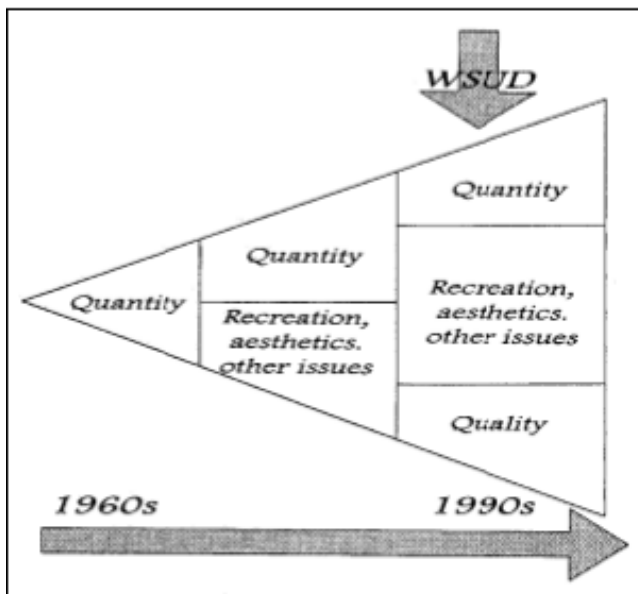 WSUD
Quantity
Quantity
Quantity
Recreation,
aesthetics.
other issues
Recreation,
aesthetics.
other issues
Quality
1960s
1990s